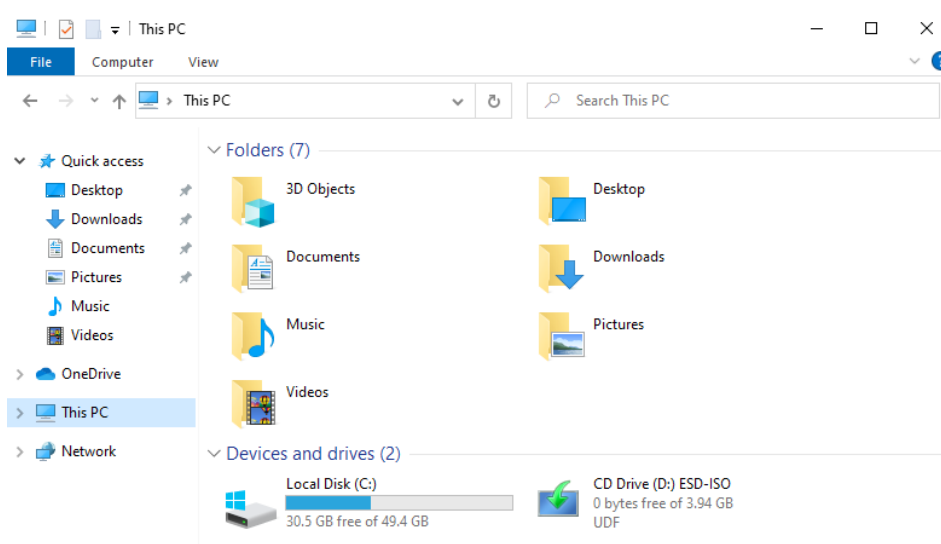 This PC
File Computer View
This PC
Search This PC
Quick access
Desktop
Downloads
Documents
Pictures
Music
Videos
OneDrive
This PC
Network
Folders (7)
3D Objects
Desktop
Documents
Downloads
Music
Pictures
Videos
Devices and drives (2)
Local Disk (C:)
30.5 GB free of 49.4 GB
CD Drive (D:) ESD-ISO
0 bytes free of 3.94 GB
UDF